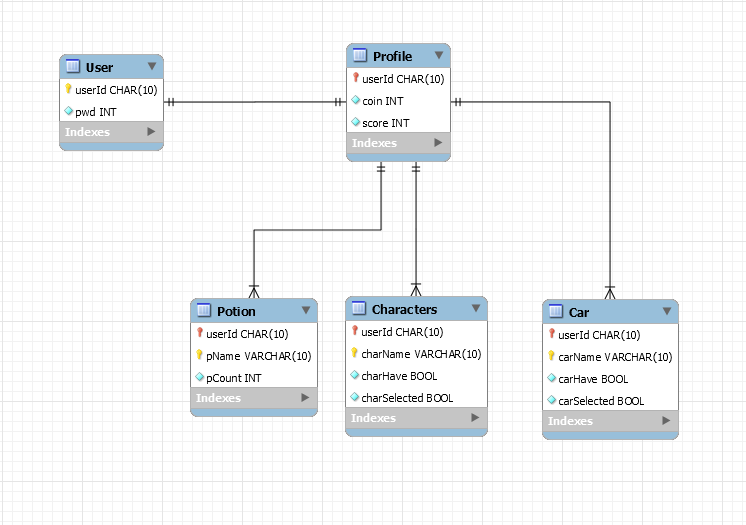 User
userId CHAR(10)
pwd INT
Indexes
Profile
userId CHAR(10)
coin INT
score INT
Indexes
Potion
userId CHAR(10)
pName VARCHAR(10)
pCount INT
Indexes
Characters
userId CHAR(10)
charName VARCHAR(10)
charHave BOOL
charSelected BOOL
Indexes
Car
userId CHAR(10)
carName VARCHAR(10)
carHave BOOL
carSelected BOOL
Indexes